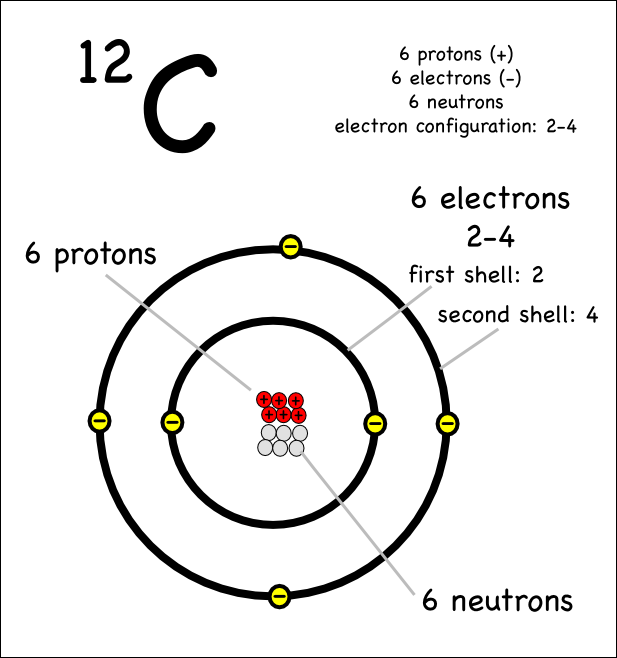 12
C
6 protons (+)
6 electrons (-)
6 neutrons
electron configuration: 2-4
6 electrons
2-4
first shell: 2
second shell: 4
6 protons
6 neutrons